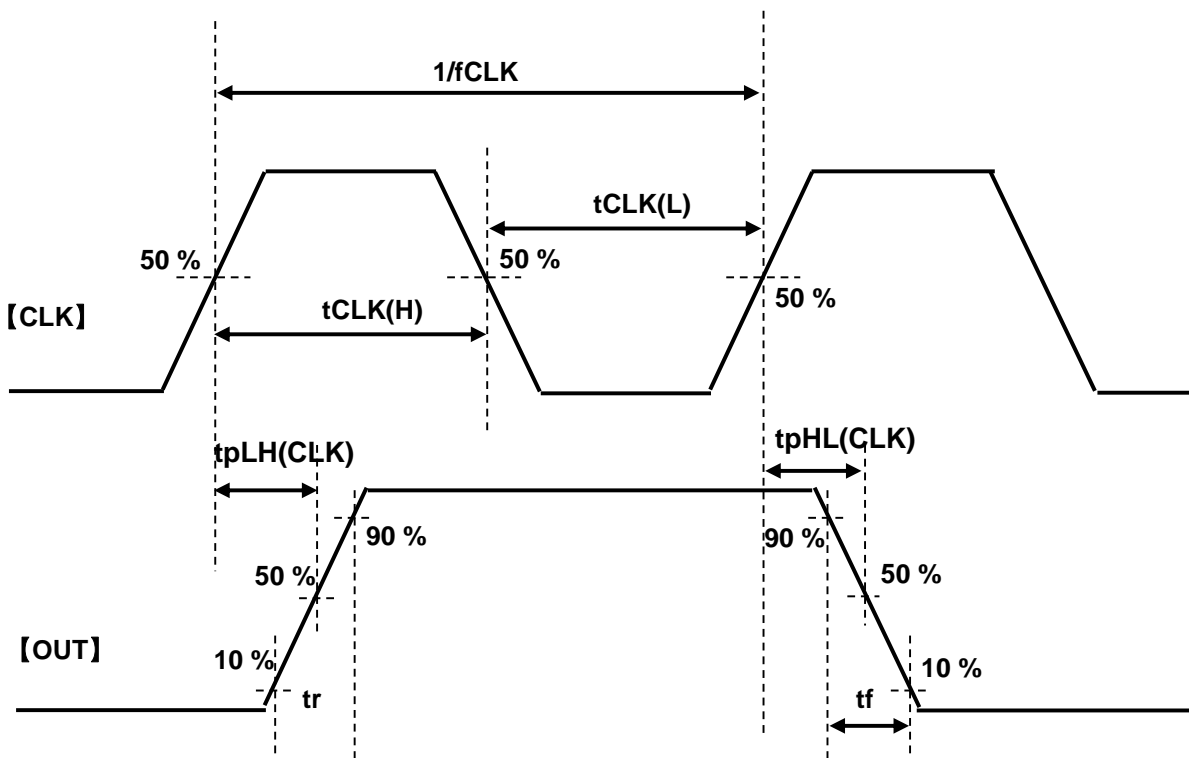 1/fCLK
tCLK(L)
50 %
50 %
50 %
tCLK(H)
【CLK】
tpLH(CLK)
tpHL(CLK)
90 %
90 %
50 %
50 %
【OUT】
10 %
10 %
tr
tf